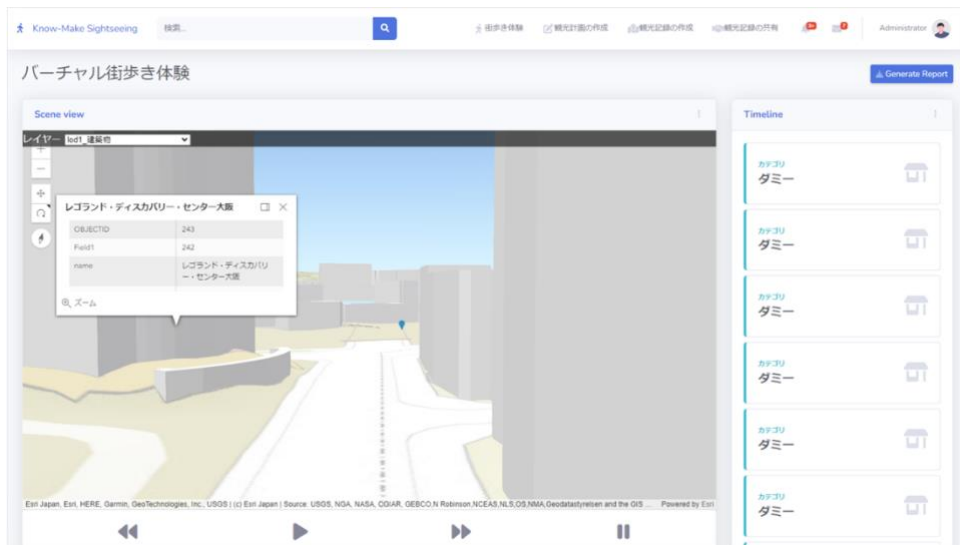 Know-Make Sightseeing
検索...
街歩き体験
観光計画の作成
観光記録の作成
観光記録の共有
Administrator
バーチャル街歩き体験
Generate Report
Scene view
レイヤー lod1_建築物
レゴランド・ディスカバリー・センター大阪
OBJECTID 243
Field1 242
name レゴランド・ディスカバリ
ー・センター大阪
ズーム
Esri Japan, Esri, HERE, Garmin, GeoTechnologies, Inc., USGS | (c) Esri Japan | Source: USGS, NGA, NASA, CGIAR, GEBCO,N Robinson,NCEAS,NLS,OS,NMA,Geodatastyrelsen and the GIS ... Powered by Esri
Timeline
カテゴリ
ダミー
カテゴリ
ダミー
カテゴリ
ダミー
カテゴリ
ダミー
カテゴリ
ダミー
カテゴリ
ダミー